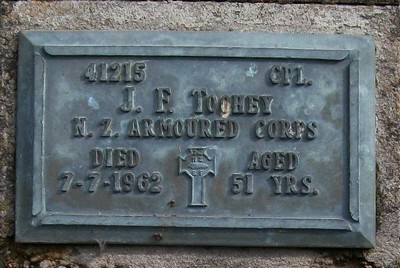 41215 CPL.
J. F. TOOHEY
N. Z. ARMOURED CORPS
DIED AGED
7-7-1962 51 YRS.